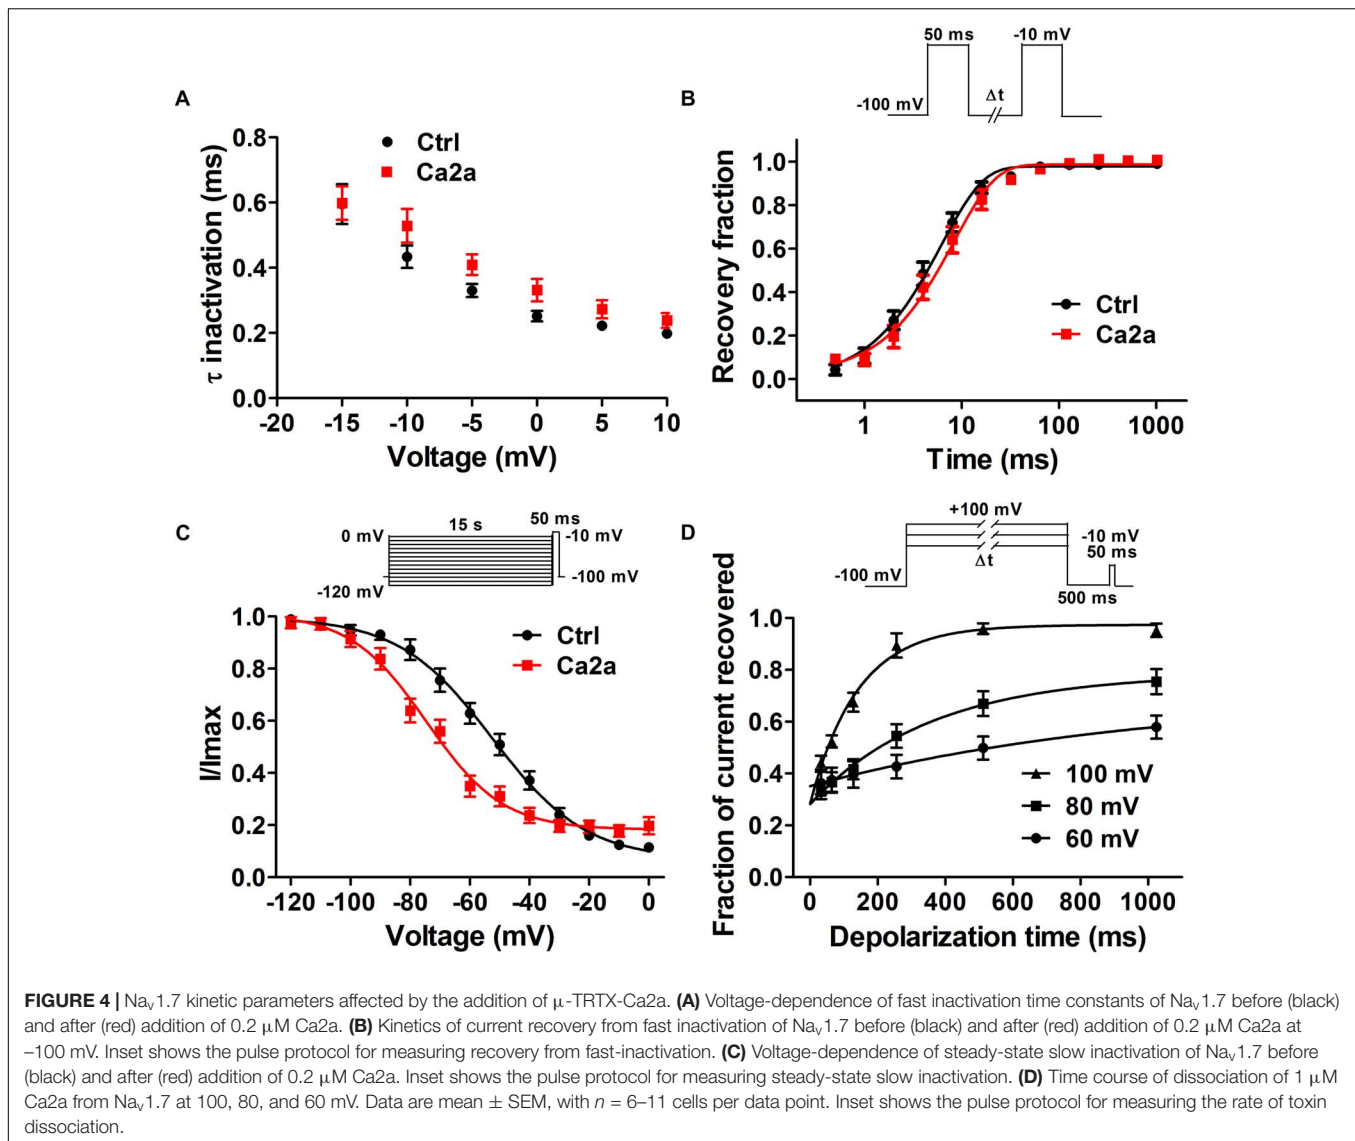 A
0.8
0.6
0.4
0.2
0.0
τ inactivation (ms)
Ctrl
Ca2a
-20 -15 -10 -5 0 5 10
Voltage (mV)
50 ms -10 mV
-100 mV Δt
B
1.0
0.8
0.6
0.4
0.2
0.0
Recovery fraction
Ctrl
Ca2a
1 10 100 1000
Time (ms)
C
0 mV 15 s 50 ms
-10 mV
-100 mV
-120 mV
1.0
0.8
0.6
0.4
0.2
0.0
I/Imax
Ctrl
Ca2a
-120 -100 -80 -60 -40 -20 0
Voltage (mV)
D
+100 mV
-10 mV
50 ms
Δt
-100 mV
500 ms
1.0
0.8
0.6
0.4
0.2
0.0
Fraction of current recovered
100 mV
80 mV
60 mV
0 200 400 600 800 1000
Depolarization time (ms)
FIGURE 4 | Nav1.7 kinetic parameters affected by the addition of μ-TRTX-Ca2a. (A) Voltage-dependence of fast inactivation time constants of Nav1.7 before (black)
and after (red) addition of 0.2 μM Ca2a. (B) Kinetics of current recovery from fast inactivation of Nav1.7 before (black) and after (red) addition of 0.2 μM Ca2a at
–100 mV. Inset shows the pulse protocol for measuring recovery from fast-inactivation. (C) Voltage-dependence of steady-state slow inactivation of Nav1.7 before
(black) and after (red) addition of 0.2 μM Ca2a. Inset shows the pulse protocol for measuring steady-state slow inactivation. (D) Time course of dissociation of 1 μM
Ca2a from Nav1.7 at 100, 80, and 60 mV. Data are mean ± SEM, with n = 6–11 cells per data point. Inset shows the pulse protocol for measuring the rate of toxin
dissociation.